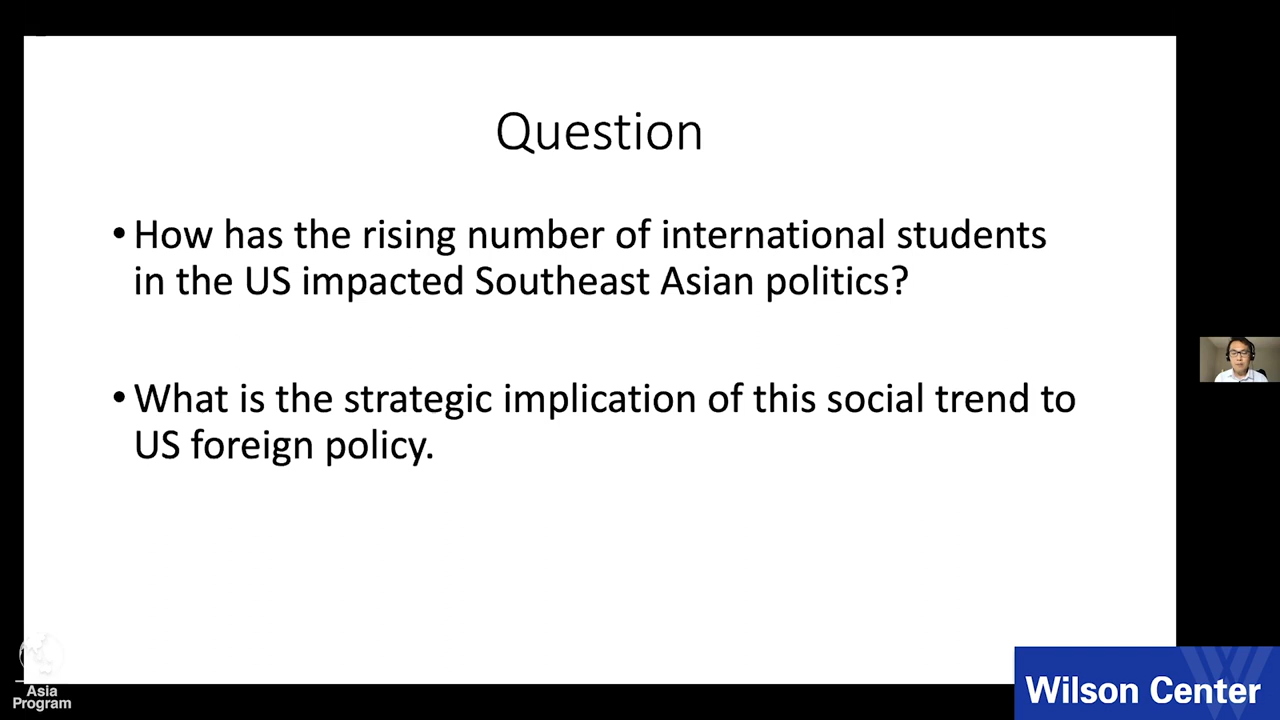 Question
• How has the rising number of international students
in the US impacted Southeast Asian politics?
• What is the strategic implication of this social trend to
US foreign policy.
Asia
Program
Wilson Center